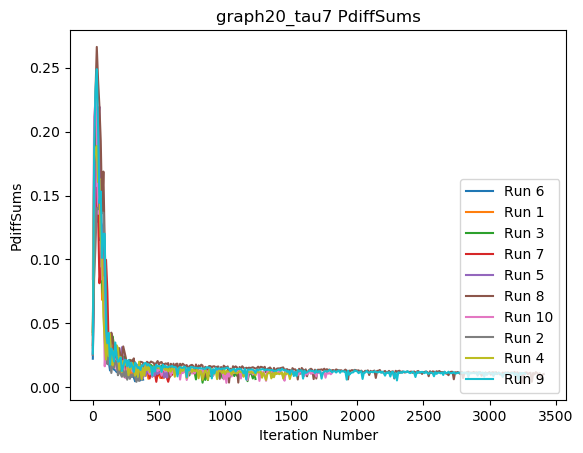 graph20_tau7 PdiffSums
PdiffSums
0.25
0.20
0.15
0.10
0.05
0.00
Run 6
Run 1
Run 3
Run 7
Run 5
Run 8
Run 10
Run 2
Run 4
Run 9
0 500 1000 1500 2000 2500 3000 3500
Iteration Number